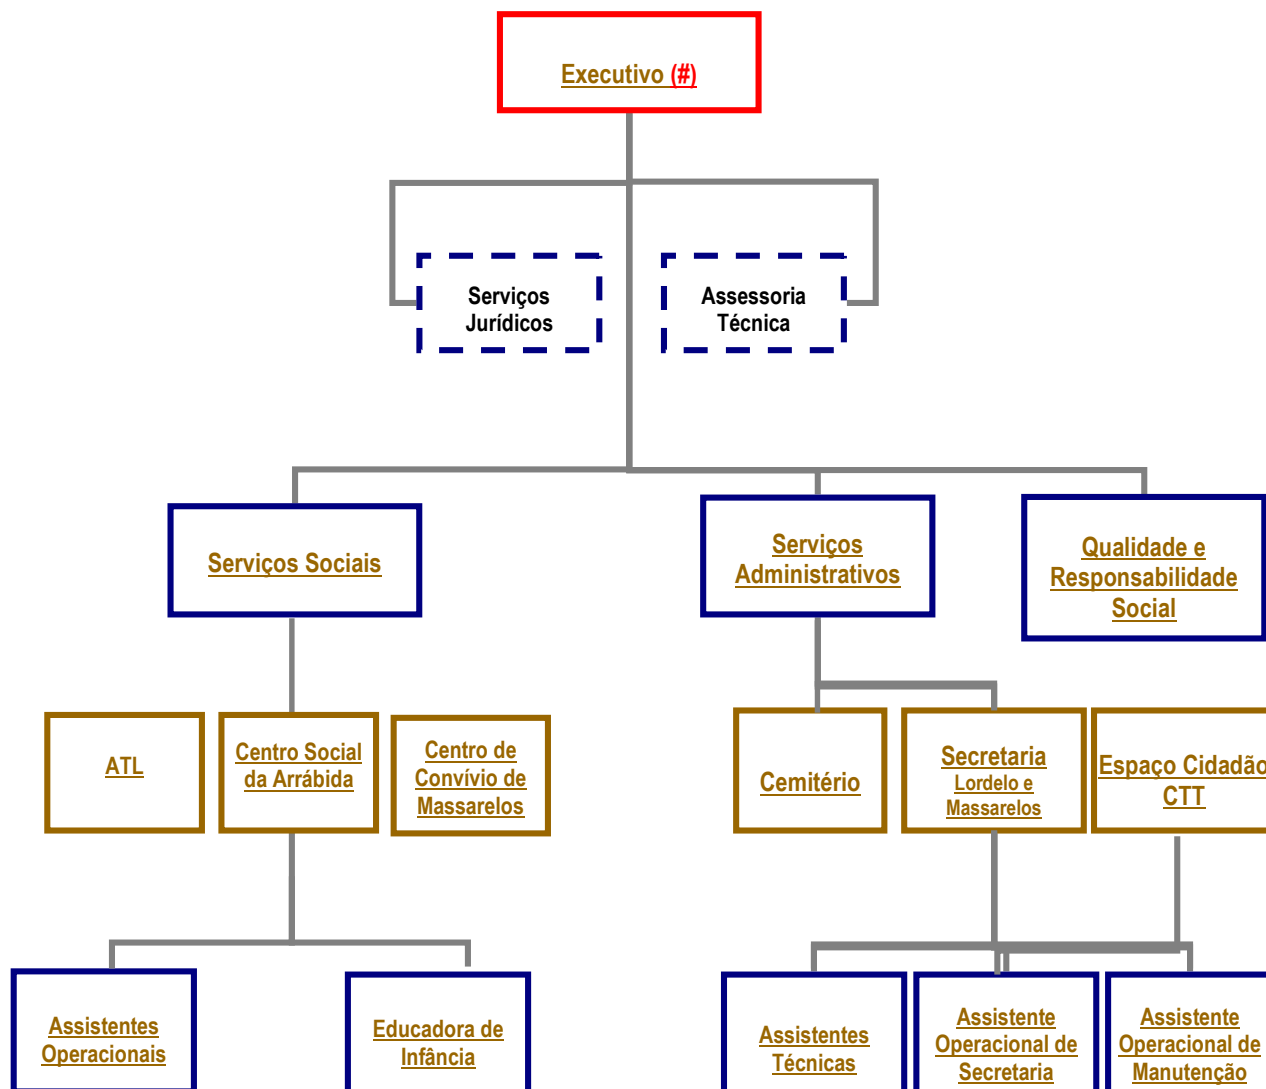 Executivo (#)
Serviços
Jurídicos
Assessoria
Técnica
Serviços Sociais
Serviços
Administrativos
Qualidade e
Responsabilidade
Social
ATL
Centro Social
da Arrábida
Centro de
Convívio de
Massarelos
Cemitério
Secretaria
Lordelo e
Massarelos
Espaço Cidadão
CTT
Assistentes
Operacionais
Educadora de
Infância
Assistentes
Técnicas
Assistente
Operacional de
Secretaria
Assistente
Operacional de
Manutenção